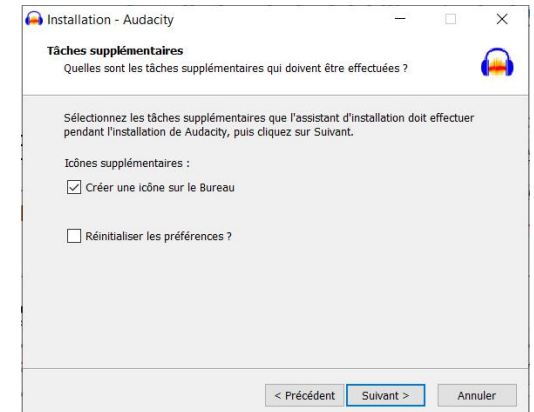 Installation - Audacity
Tâches supplémentaires
Quelles sont les tâches supplémentaires qui doivent être effectuées ?
Sélectionnez les tâches supplémentaires que l'assistant d'installation doit effectuer
pendant l'installation de Audacity, puis cliquez sur Suivant.
Icônes supplémentaires :
Créer une icône sur le Bureau
Réinitialiser les préférences ?
< Précédent Suivant > Annuler